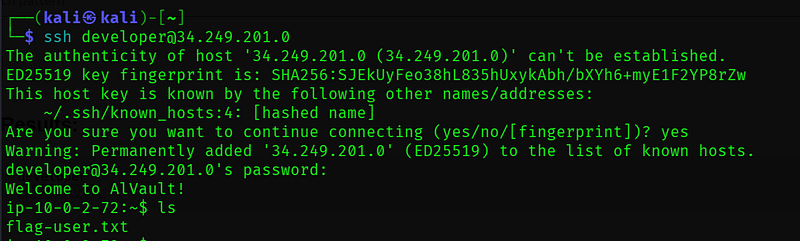 ┌──(kali㉿kali)-[~]
└─$ ssh developer@34.249.201.0
The authenticity of host '34.249.201.0 (34.249.201.0)' can't be established.
ED25519 key fingerprint is: SHA256:SJEkUyFeo38hL835hUxykAbh/bXYh6+myE1F2YP8rZw
This host key is known by the following other names/addresses:
    ~/.ssh/known_hosts:4: [hashed name]
Are you sure you want to continue connecting (yes/no/[fingerprint])? yes
Warning: Permanently added '34.249.201.0' (ED25519) to the list of known hosts.
developer@34.249.201.0's password:
Welcome to AlVault!
ip-10-0-2-72:~$ ls
flag-user.txt